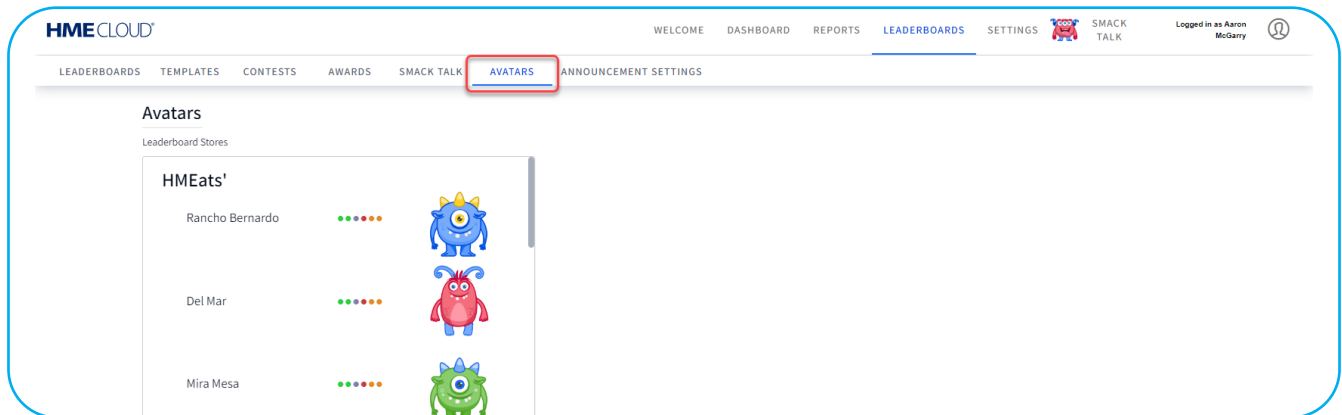 HME CLOUD®
WELCOME DASHBOARD REPORTS LEADERBOARDS SETTINGS SMACK TALK Logged in as Aaron McGarry
LEADERBOARDS TEMPLATES CONTESTS AWARDS SMACK TALK AVATARS ANNOUNCEMENT SETTINGS
Avatars
Leaderboard Stores
HMEats'
Rancho Bernardo
Del Mar
Mira Mesa